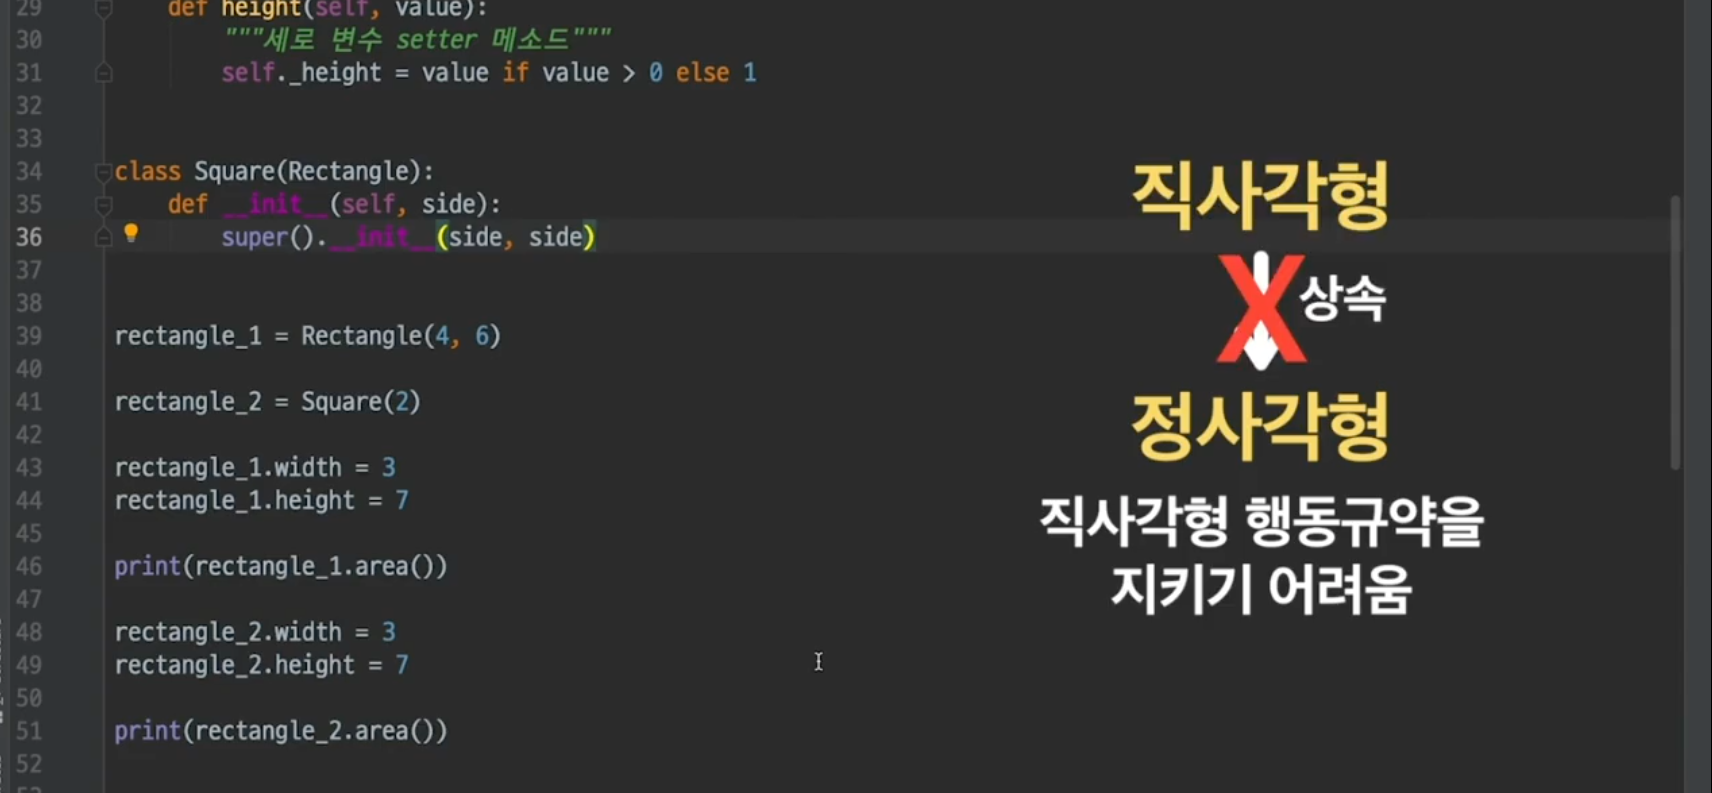 29 def height(self, value):
30 """세로 변수 setter 메소드"""
31 self._height = value if value > 0 else 1
32
33
34 class Square(Rectangle):
35 def __init__(self, side):
36 super().__init__(side, side)
37
38
39 rectangle_1 = Rectangle(4, 6)
40
41 rectangle_2 = Square(2)
42
43 rectangle_1.width = 3
44 rectangle_1.height = 7
45
46 print(rectangle_1.area())
47
48 rectangle_2.width = 3
49 rectangle_2.height = 7
50
51 print(rectangle_2.area())
52
직사각형
X 상속
정사각형
직사각형 행동규약을
지키기 어려움